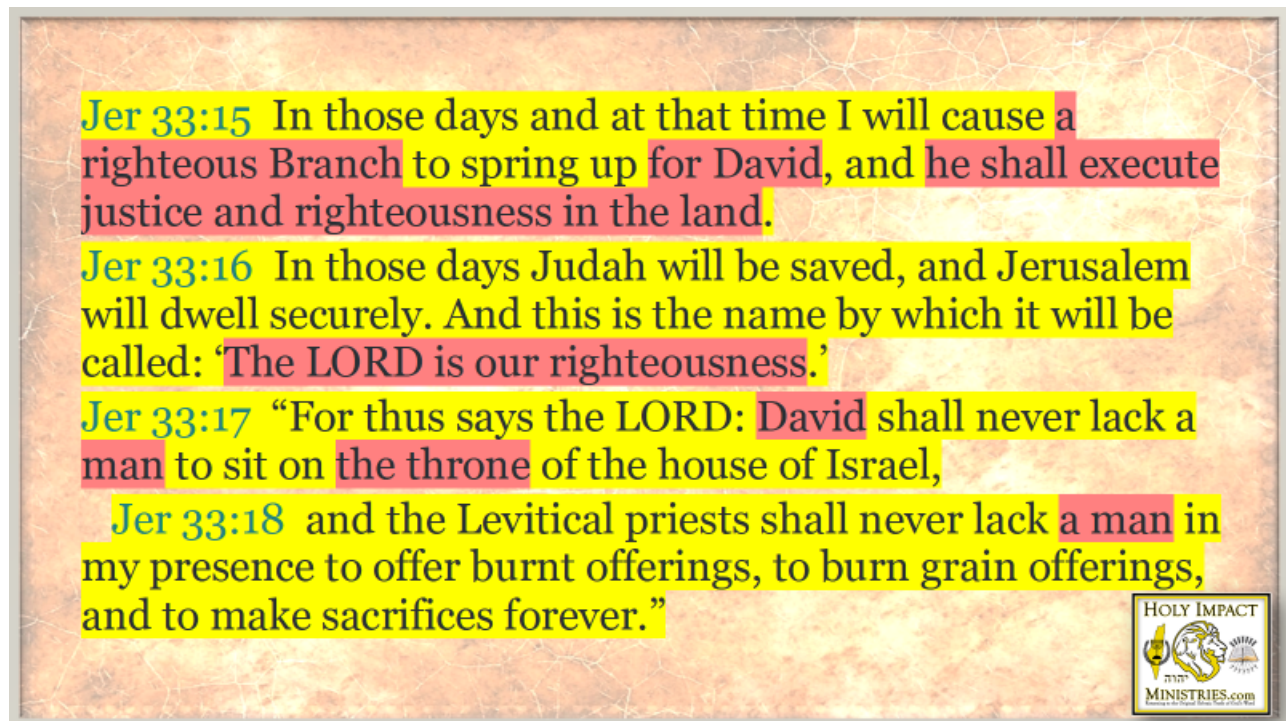 Jer 33:15  In those days and at that time I will cause a
righteous Branch to spring up for David, and he shall execute
justice and righteousness in the land.
Jer 33:16  In those days Judah will be saved, and Jerusalem
will dwell securely. And this is the name by which it will be
called: ‘The LORD is our righteousness.’
Jer 33:17  “For thus says the LORD: David shall never lack a
man to sit on the throne of the house of Israel,
Jer 33:18  and the Levitical priests shall never lack a man in
my presence to offer burnt offerings, to burn grain offerings,
and to make sacrifices forever.”
HOLY IMPACT
יהוה
MINISTRIES.com